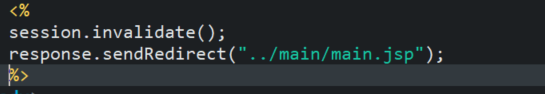 <%
session.invalidate();
response.sendRedirect("../main/main.jsp");
%>